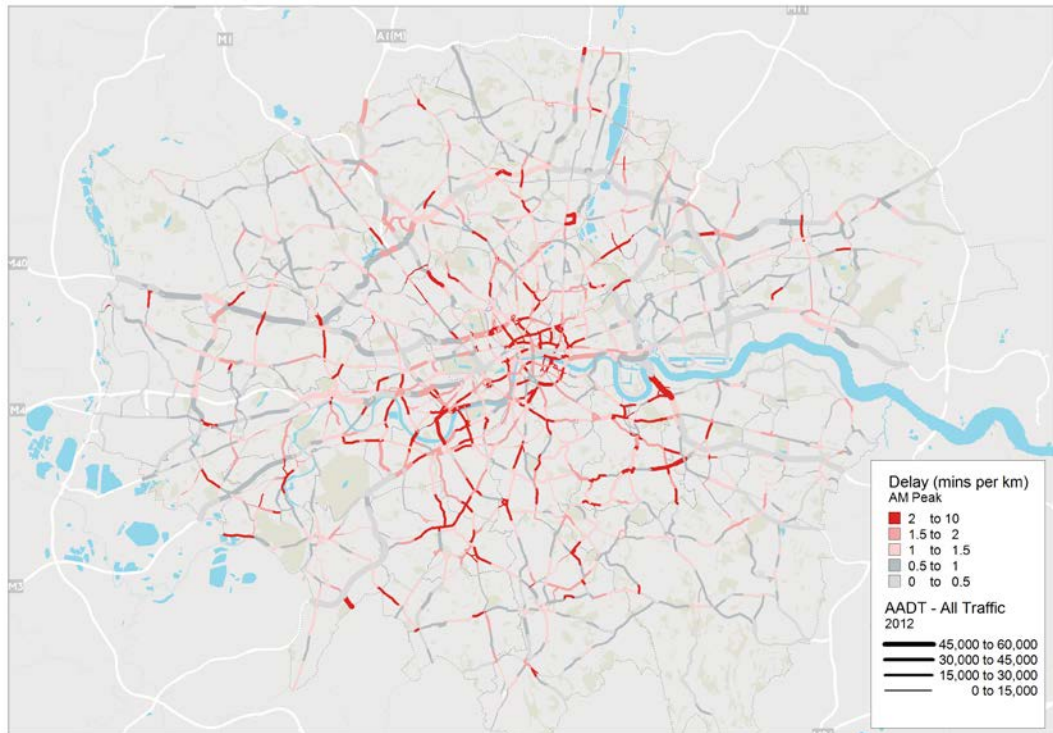 M1
A1(M)
M11
M40
M4
M3
Delay (mins per km)
AM Peak
2 to 10
1.5 to 2
1 to 1.5
0.5 to 1
0 to 0.5
AADT - All Traffic
2012
45,000 to 60,000
30,000 to 45,000
15,000 to 30,000
0 to 15,000